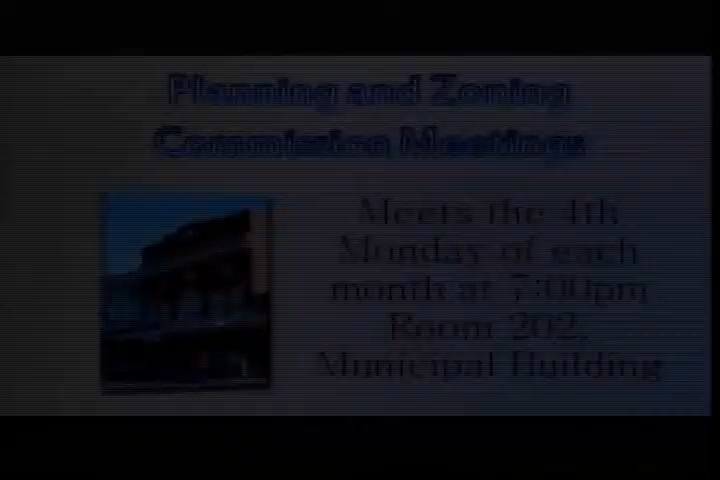 Planning and Zoning
Commission Meetings
Meets the 4th
Monday of each
month at 7:00pm
Room 202,
Municipal Building